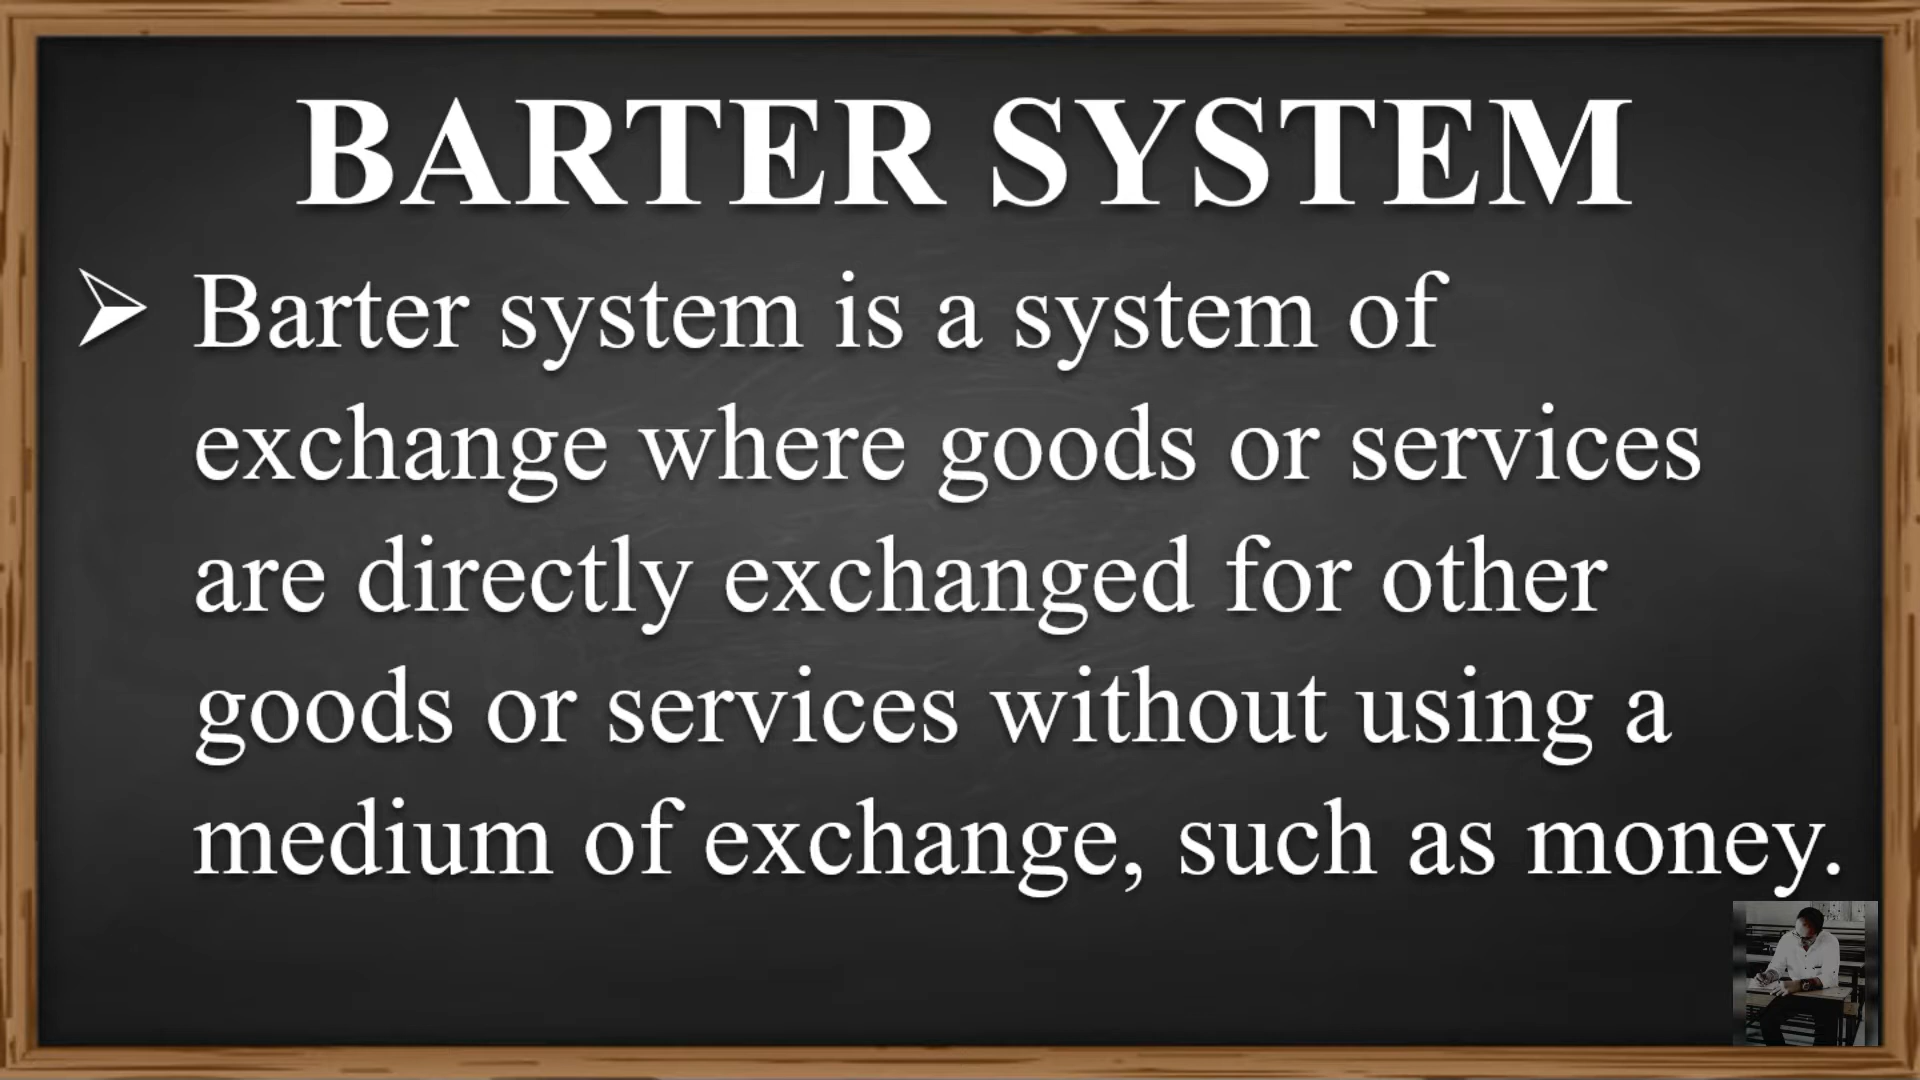 BARTER SYSTEM
➢ Barter system is a system of
exchange where goods or services
are directly exchanged for other
goods or services without using a
medium of exchange, such as money.